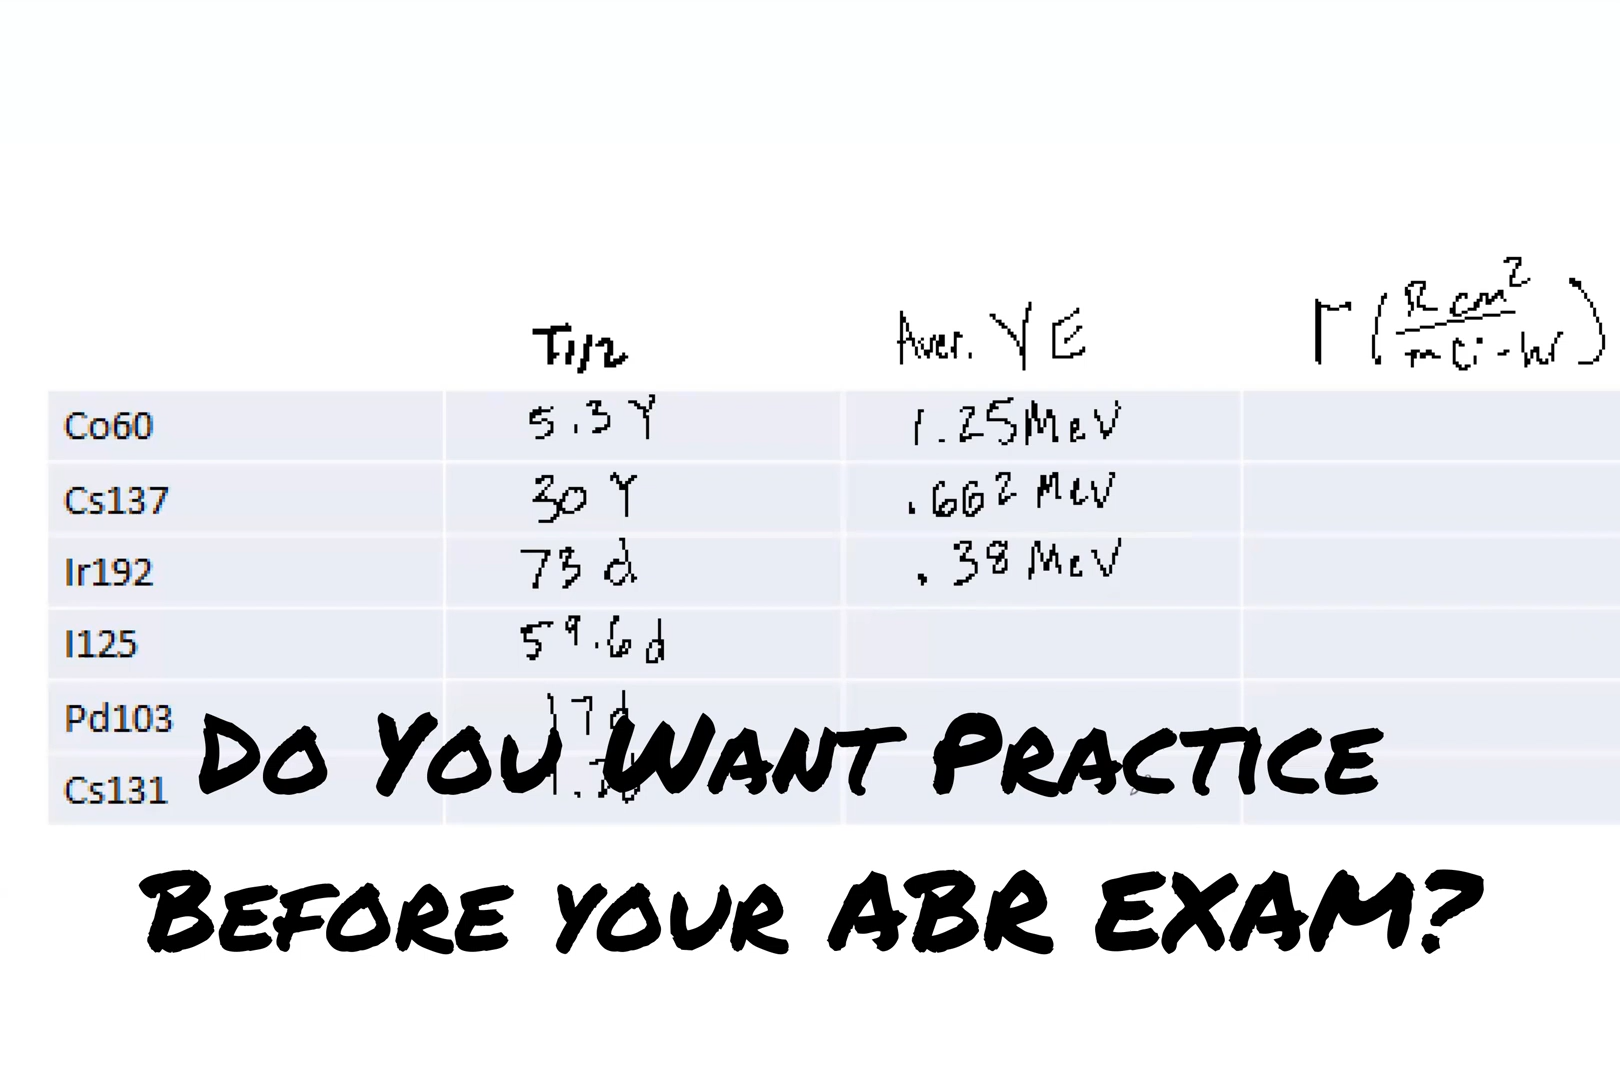 T1/2 Aver. γ E Γ (R cm²/mCi-hr)
Co60 5.3 Y 1.25 MeV
Cs137 30 Y .662 MeV
Ir192 73 d .38 MeV
I125 59.6 d
Pd103 17 d
Cs131
Do You Want Practice
Before your ABR EXAM?